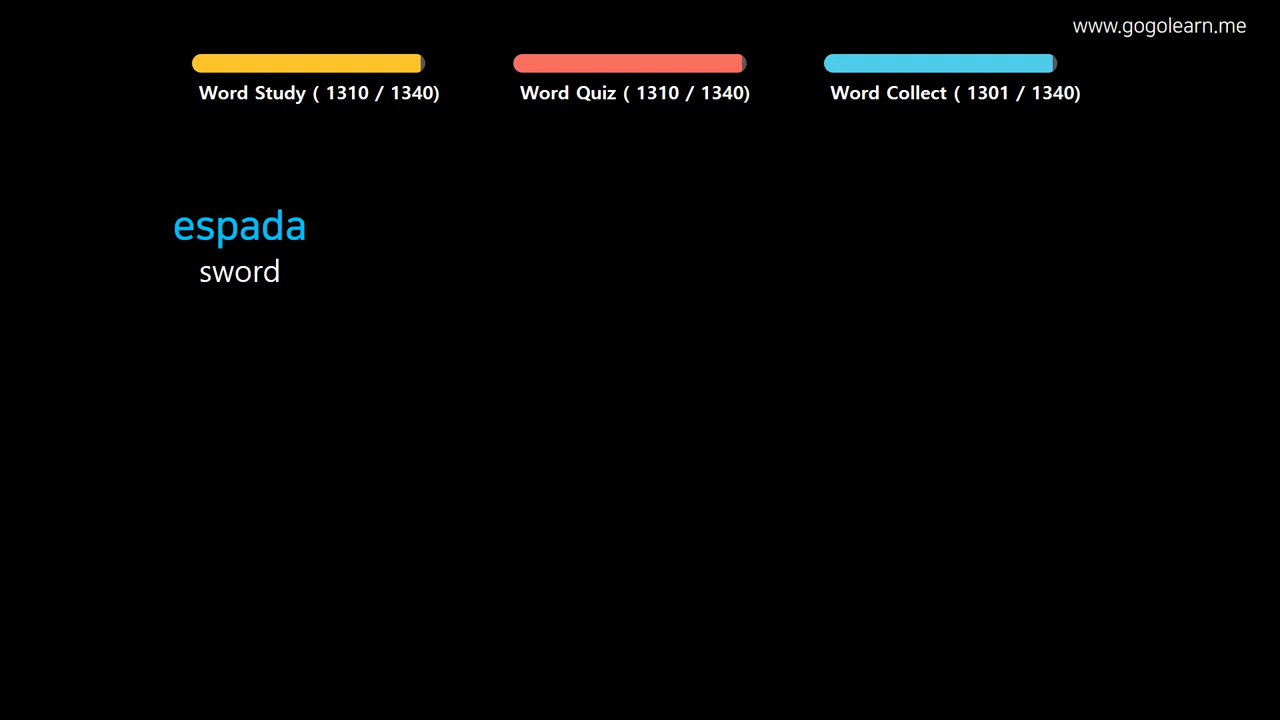 www.gogolearn.me
Word Study ( 1310 / 1340)
Word Quiz ( 1310 / 1340)
Word Collect ( 1301 / 1340)
espada
sword